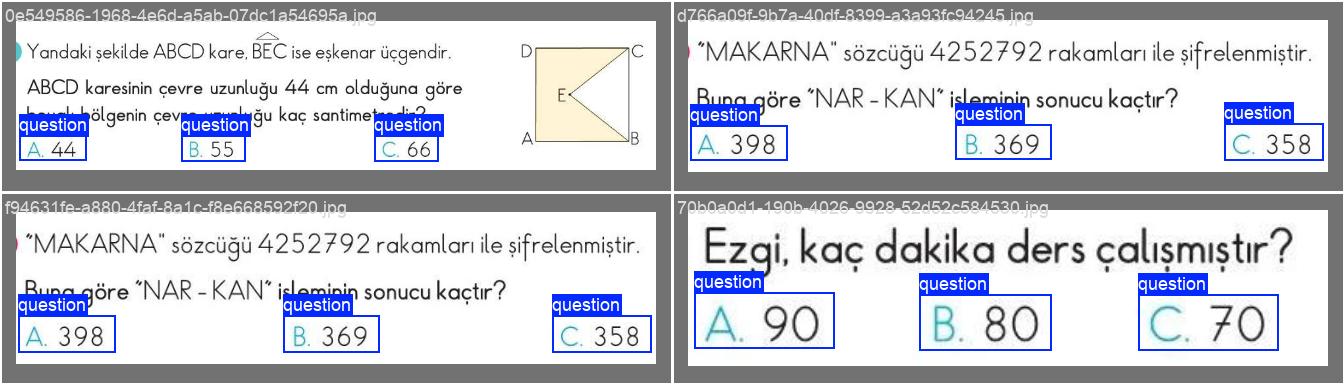 0e549586-1968-4e6d-a5ab-07dc1a54695a.jpg
Yandaki şekilde ABCD kare, BEC ise eşkenar üçgendir.
ABCD karesinin çevre uzunluğu 44 cm olduğuna göre
boyalı bölgenin çevre uzunluğu kaç santimetredir?
D C
E
A B
question question question
A. 44 B. 55 C. 66
d766a09f-9b7a-40df-8399-a3a93fc94245.jpg
"MAKARNA" sözcüğü 4252792 rakamları ile şifrelenmiştir.
Buna göre "NAR - KAN" işleminin sonucu kaçtır?
question question question
A. 398 B. 369 C. 358
f94631fe-a880-4faf-8a1c-f8e668592f20.jpg
"MAKARNA" sözcüğü 4252792 rakamları ile şifrelenmiştir.
Buna göre "NAR - KAN" işleminin sonucu kaçtır?
question question question
A. 398 B. 369 C. 358
70b0a0d1-190b-4026-9928-52d52c584530.jpg
Ezgi, kaç dakika ders çalışmıştır?
question question question
A. 90 B. 80 C. 70